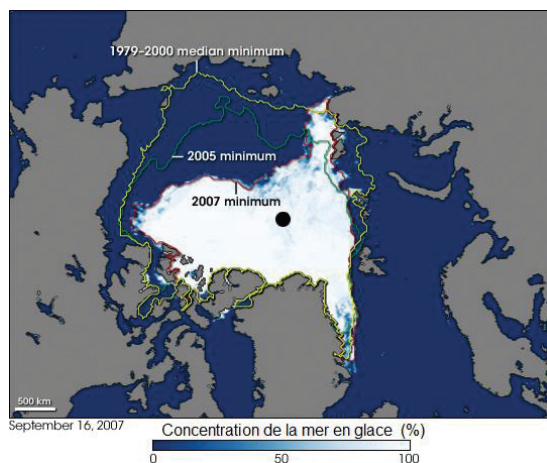 1979–2000 median minimum
2005 minimum
2007 minimum
500 km
September 16, 2007
Concentration de la mer en glace (%)
0 50 100